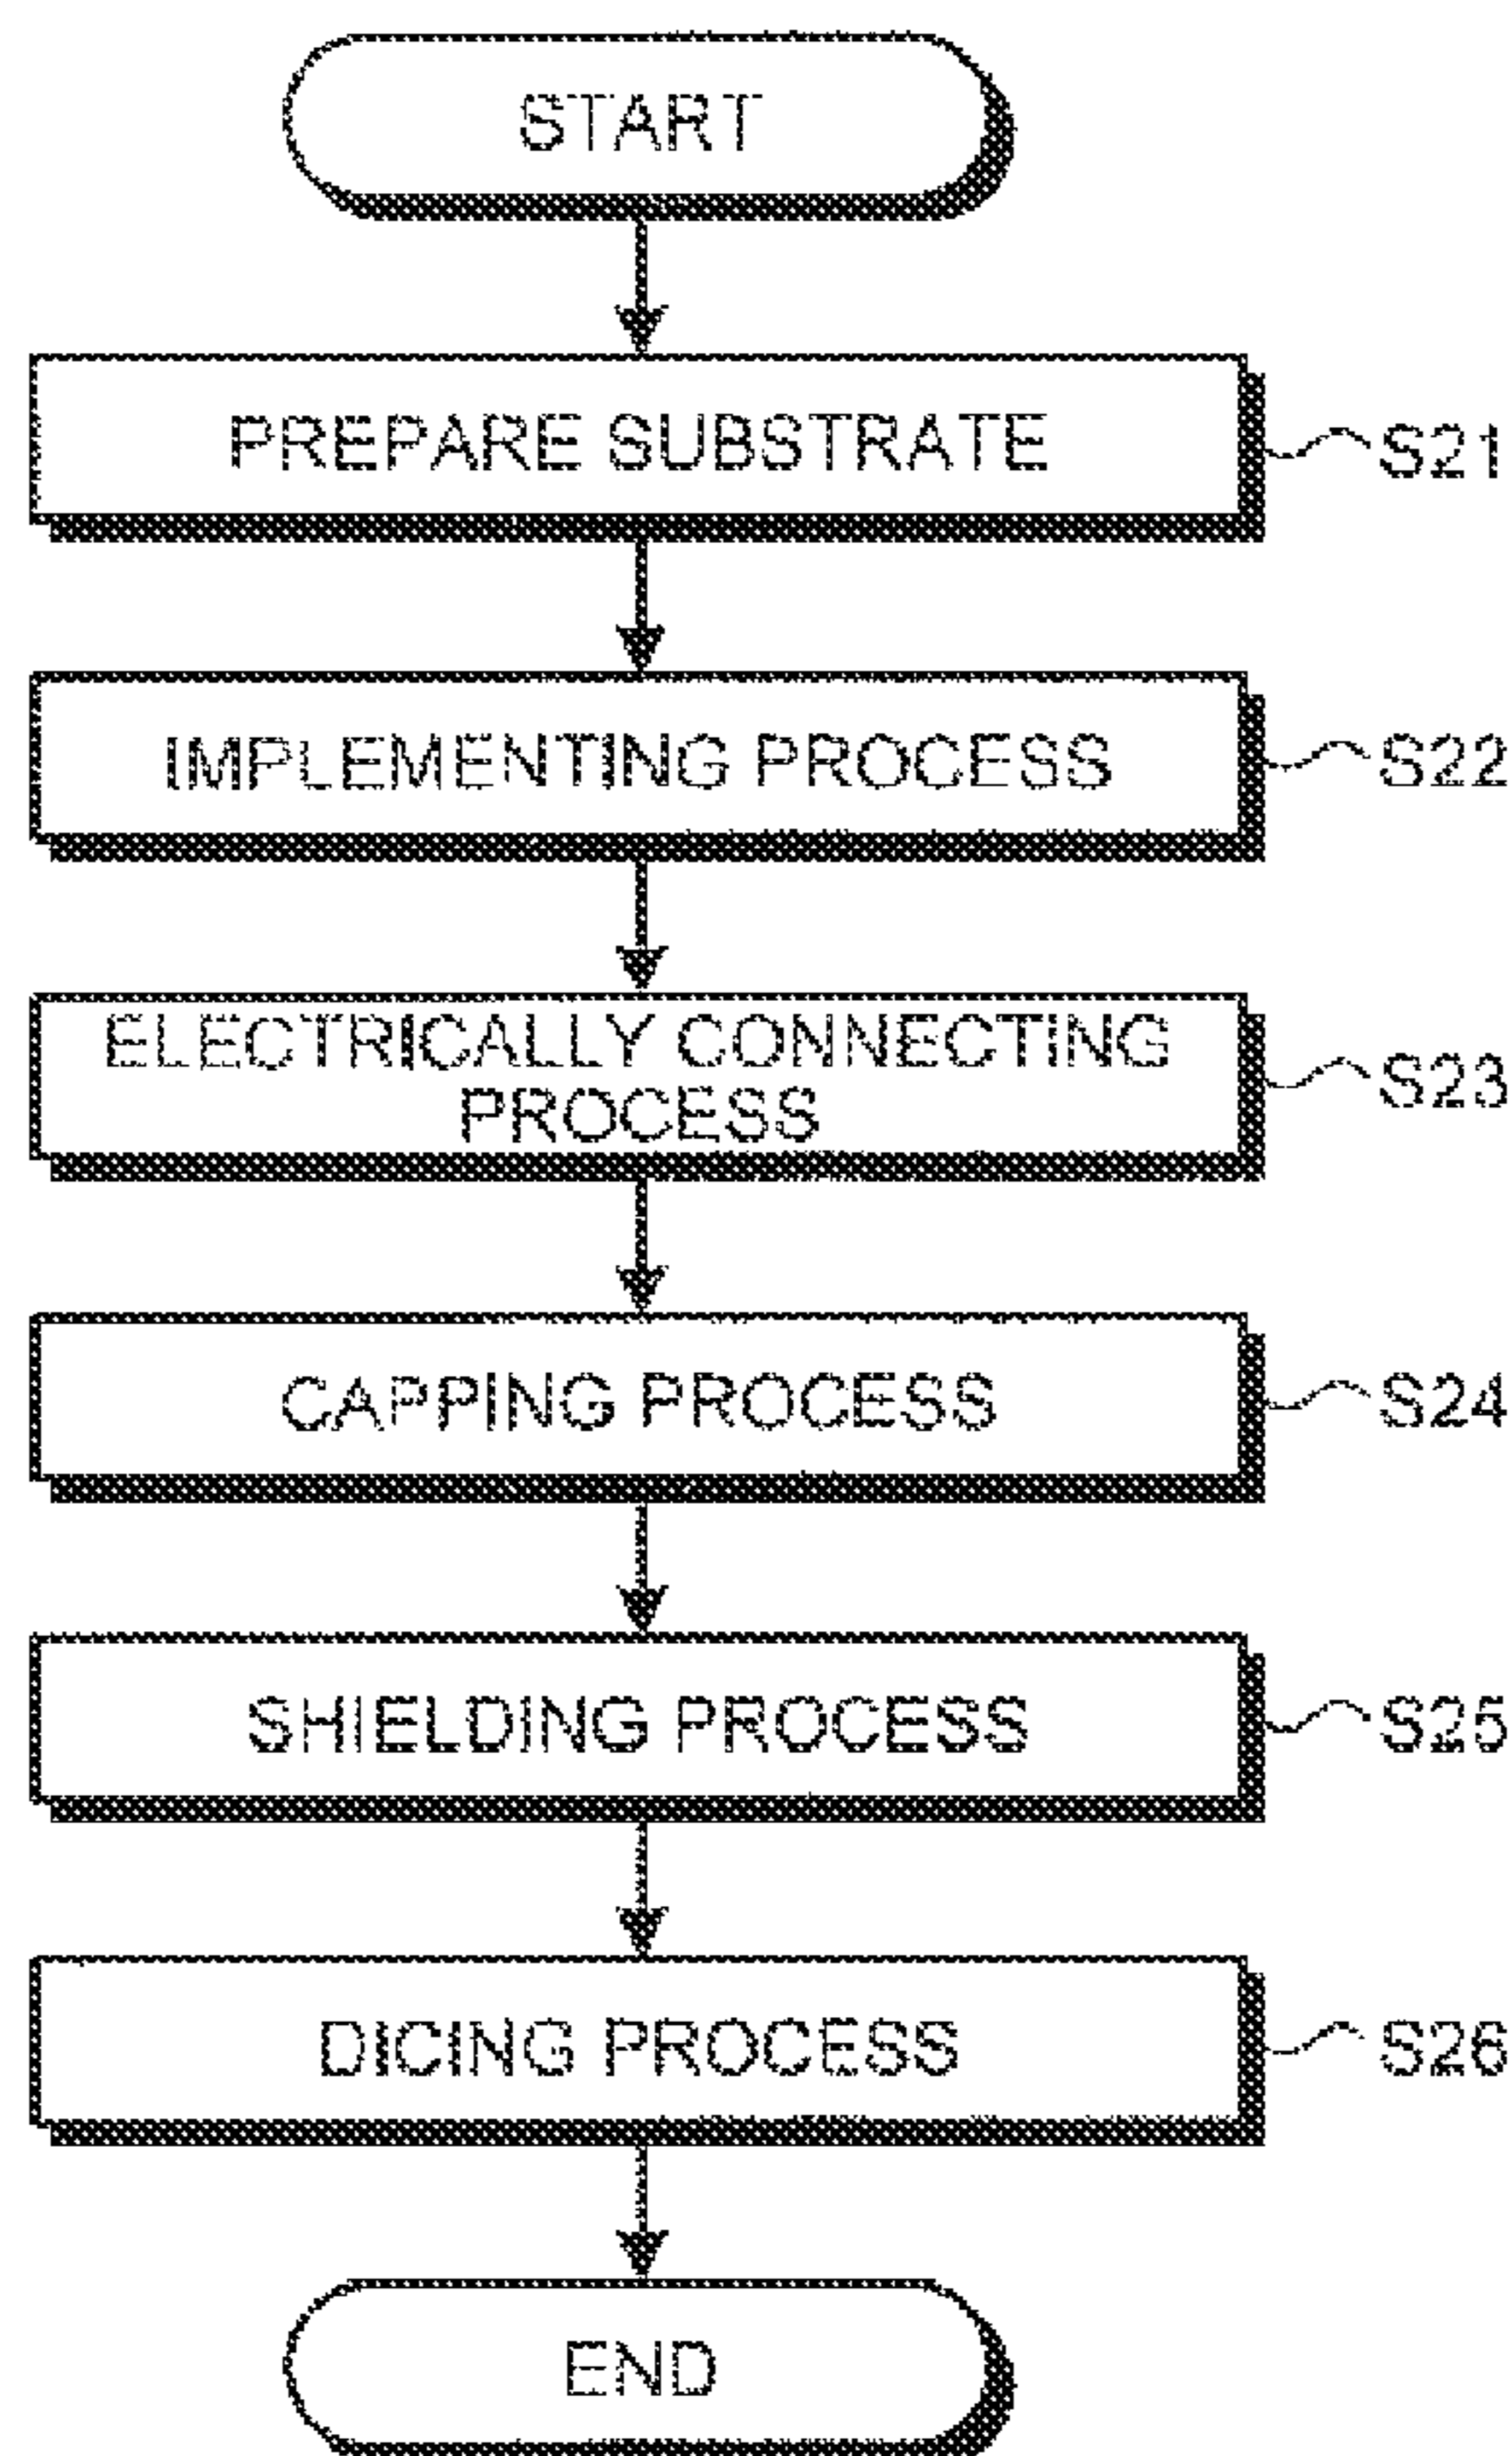 START
PREPARE SUBSTRATE
S21
IMPLEMENTING PROCESS
S22
ELECTRICALLY CONNECTING
PROCESS
S23
CAPPING PROCESS
S24
SHIELDING PROCESS
S25
DICING PROCESS
S26
END